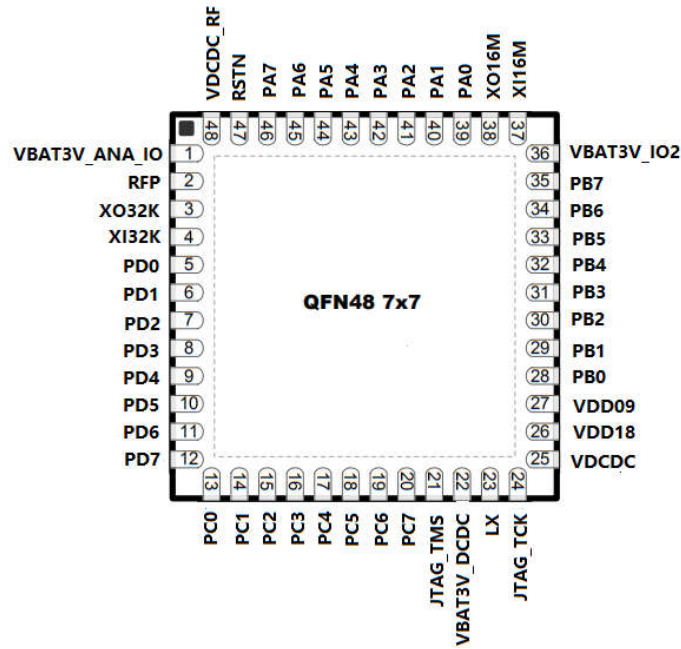 VDCDC_RF
RSTN
PA7
PA6
PA5
PA4
PA3
PA2
PA1
PA0
XO16M
XI16M
48
47
46
45
44
43
42
41
40
39
38
37
VBAT3V_ANA_IO 1
RFP 2
XO32K 3
XI32K 4
PD0 5
PD1 6
PD2 7
PD3 8
PD4 9
PD5 10
PD6 11
PD7 12
QFN48 7x7
36 VBAT3V_IO2
35 PB7
34 PB6
33 PB5
32 PB4
31 PB3
30 PB2
29 PB1
28 PB0
27 VDD09
26 VDD18
25 VDCDC
13
14
15
16
17
18
19
20
21
22
23
24
PC0
PC1
PC2
PC3
PC4
PC5
PC6
PC7
JTAG_TMS
VBAT3V_DCDC
LX
JTAG_TCK